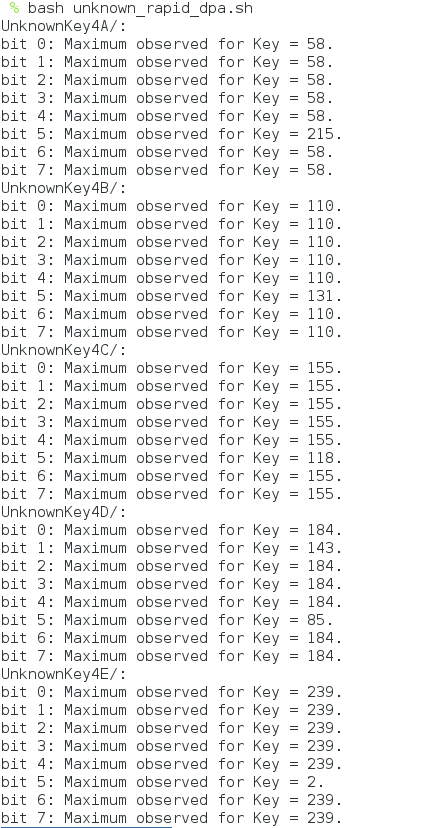 % bash unknown_rapid_dpa.sh
UnknownKey4A/:
bit 0: Maximum observed for Key = 58.
bit 1: Maximum observed for Key = 58.
bit 2: Maximum observed for Key = 58.
bit 3: Maximum observed for Key = 58.
bit 4: Maximum observed for Key = 58.
bit 5: Maximum observed for Key = 215.
bit 6: Maximum observed for Key = 58.
bit 7: Maximum observed for Key = 58.
UnknownKey4B/:
bit 0: Maximum observed for Key = 110.
bit 1: Maximum observed for Key = 110.
bit 2: Maximum observed for Key = 110.
bit 3: Maximum observed for Key = 110.
bit 4: Maximum observed for Key = 110.
bit 5: Maximum observed for Key = 131.
bit 6: Maximum observed for Key = 110.
bit 7: Maximum observed for Key = 110.
UnknownKey4C/:
bit 0: Maximum observed for Key = 155.
bit 1: Maximum observed for Key = 155.
bit 2: Maximum observed for Key = 155.
bit 3: Maximum observed for Key = 155.
bit 4: Maximum observed for Key = 155.
bit 5: Maximum observed for Key = 118.
bit 6: Maximum observed for Key = 155.
bit 7: Maximum observed for Key = 155.
UnknownKey4D/:
bit 0: Maximum observed for Key = 184.
bit 1: Maximum observed for Key = 143.
bit 2: Maximum observed for Key = 184.
bit 3: Maximum observed for Key = 184.
bit 4: Maximum observed for Key = 184.
bit 5: Maximum observed for Key = 85.
bit 6: Maximum observed for Key = 184.
bit 7: Maximum observed for Key = 184.
UnknownKey4E/:
bit 0: Maximum observed for Key = 239.
bit 1: Maximum observed for Key = 239.
bit 2: Maximum observed for Key = 239.
bit 3: Maximum observed for Key = 239.
bit 4: Maximum observed for Key = 239.
bit 5: Maximum observed for Key = 2.
bit 6: Maximum observed for Key = 239.
bit 7: Maximum observed for Key = 239.